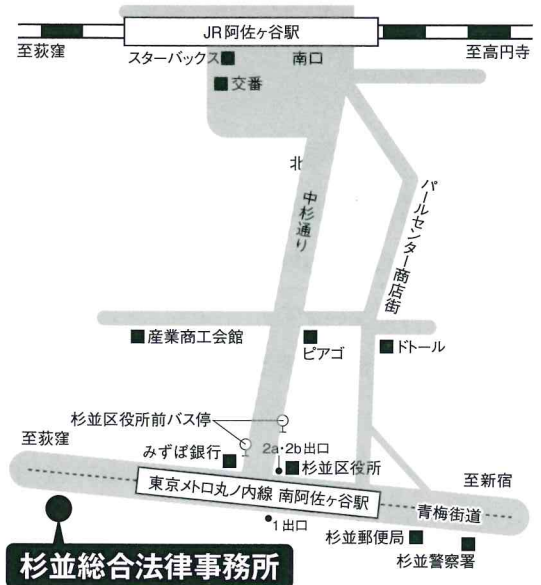 JR阿佐ヶ谷駅
至荻窪
至高円寺
スターバックス
南口
交番
北
中杉通り
パールセンター商店街
産業商工会館
ピアゴ
ドトール
杉並区役所前バス停
至荻窪
みずほ銀行
2a・2b出口
杉並区役所
至新宿
東京メトロ丸ノ内線 南阿佐ヶ谷駅
青梅街道
1出口
杉並郵便局
杉並警察署
杉並総合法律事務所